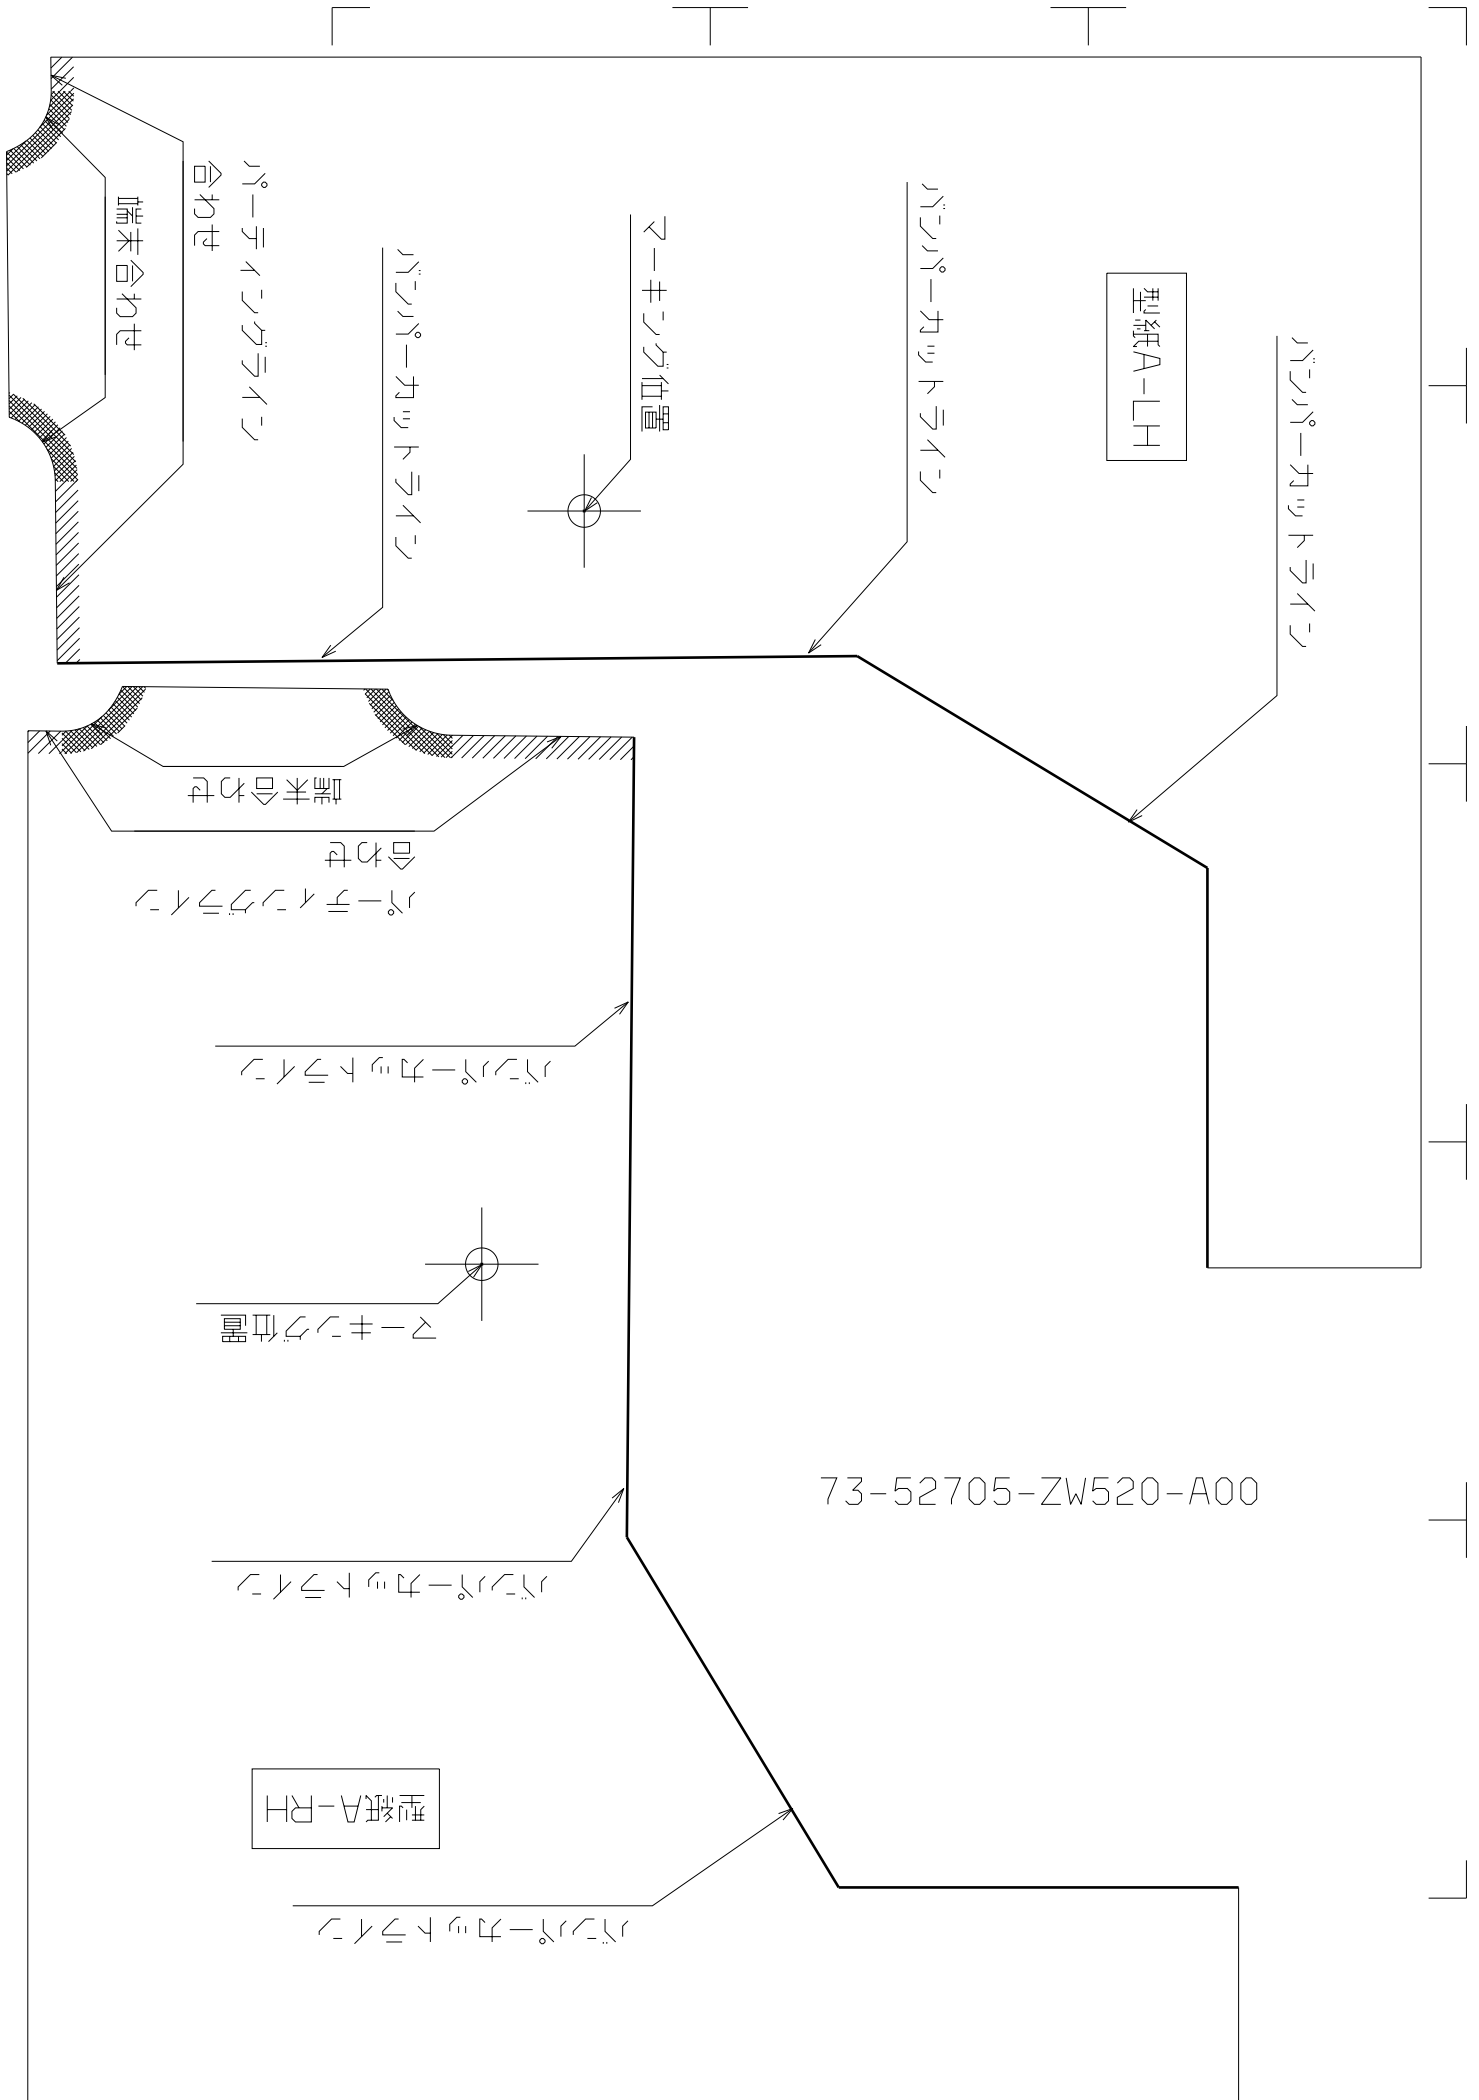 パーティングライン
合わせ
端末合わせ
バンパーカットライン
マーキング位置
バンパーカットライン
型紙A-LH
バンパーカットライン
端末合わせ
合わせ
パーティングライン
バンパーカットライン
マーキング位置
73-52705-ZW520-A00
バンパーカットライン
型紙A-RH
バンパーカットライン